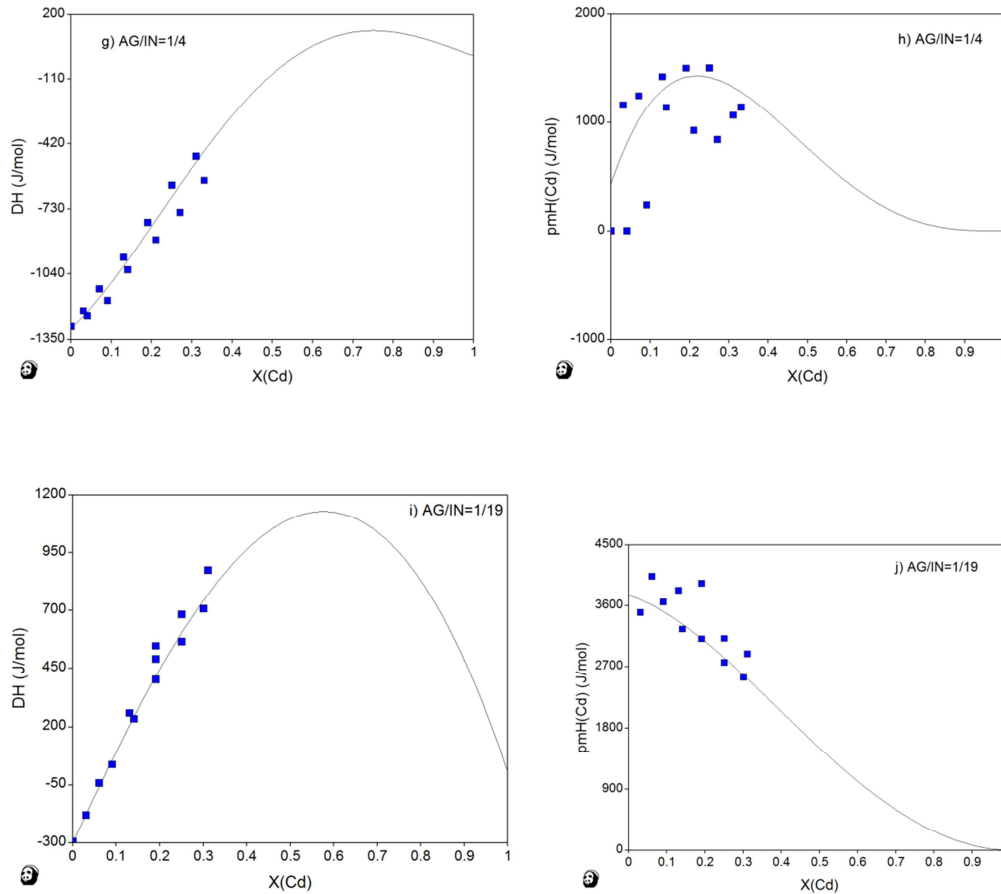 g) AG/IN=1/4
200
-110
-420
-730
-1040
-1350
DH (J/mol)
0 0.1 0.2 0.3 0.4 0.5 0.6 0.7 0.8 0.9 1
X(Cd)
h) AG/IN=1/4
2000
1000
0
-1000
pmH(Cd) (J/mol)
0 0.1 0.2 0.3 0.4 0.5 0.6 0.7 0.8 0.9
X(Cd)
i) AG/IN=1/19
1200
950
700
450
200
-50
-300
DH (J/mol)
0 0.1 0.2 0.3 0.4 0.5 0.6 0.7 0.8 0.9 1
X(Cd)
j) AG/IN=1/19
4500
3600
2700
1800
900
0
pmH(Cd) (J/mol)
0 0.1 0.2 0.3 0.4 0.5 0.6 0.7 0.8 0.9
X(Cd)